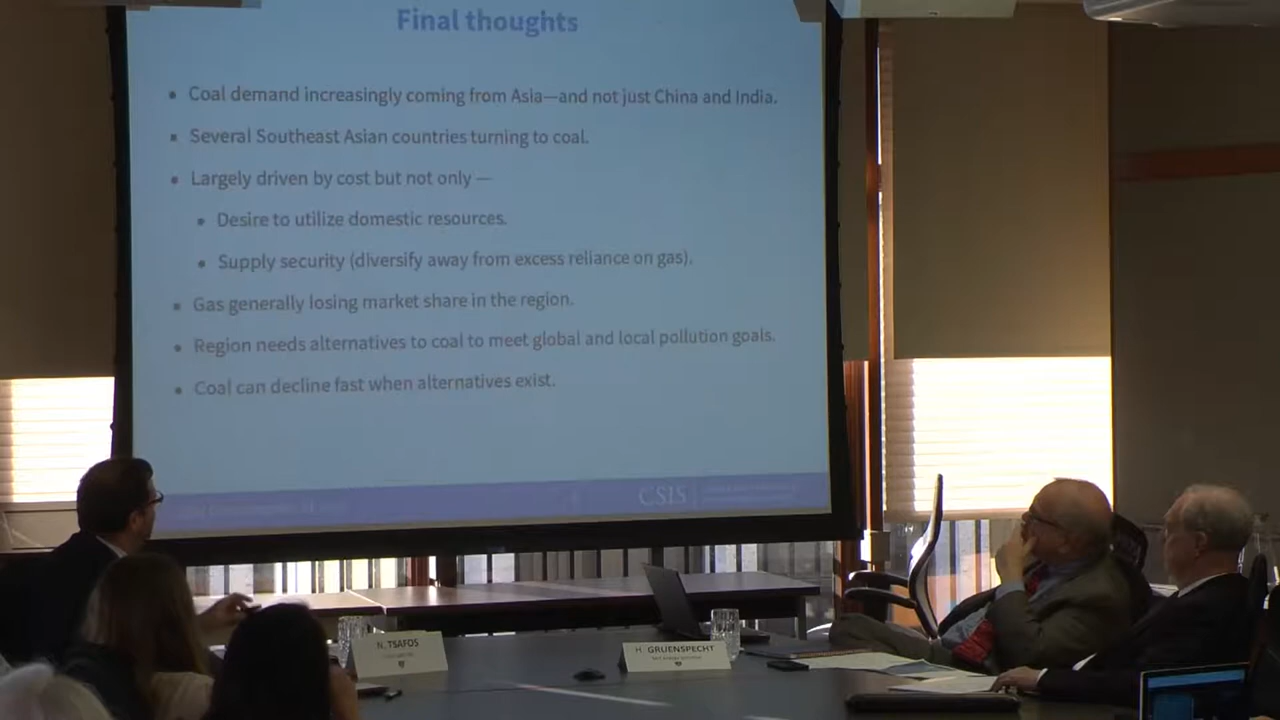 Final thoughts
Coal demand increasingly coming from Asia—and not just China and India.
Several Southeast Asian countries turning to coal.
Largely driven by cost but not only —
Desire to utilize domestic resources.
Supply security (diversify away from excess reliance on gas).
Gas generally losing market share in the region.
Region needs alternatives to coal to meet global and local pollution goals.
Coal can decline fast when alternatives exist.
CSIS
N. TSAFOS
H. GRUENSPECHT